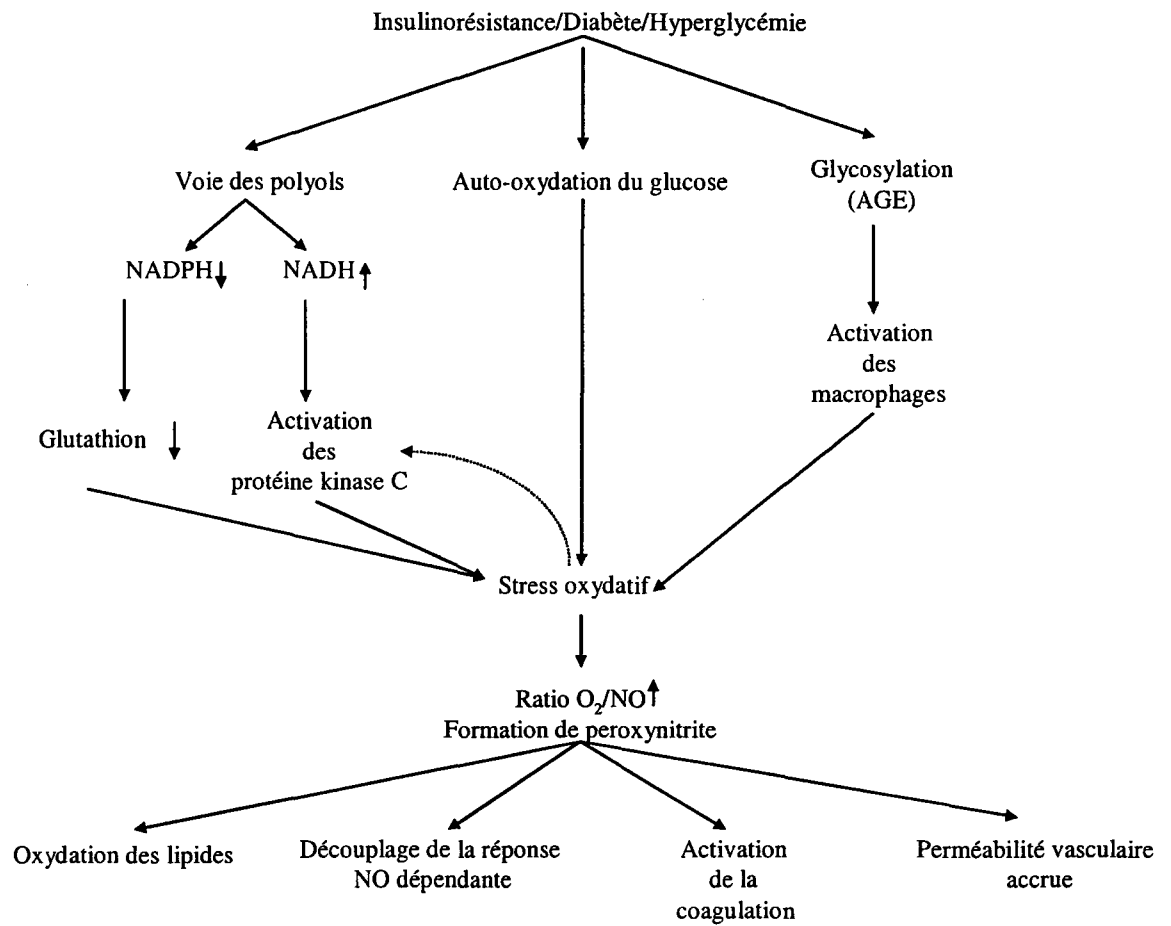 Insulinorésistance/Diabète/Hyperglycémie
Voie des polyols
Auto-oxydation du glucose
Glycosylation
(AGE)
NADPH↓
NADH↑
Activation
des
macrophages
Glutathion ↓
Activation
des
protéine kinase C
Stress oxydatif
Ratio O₂/NO↑
Formation de peroxynitrite
Oxydation des lipides
Découplage de la réponse
NO dépendante
Activation
de la
coagulation
Perméabilité vasculaire
accrue